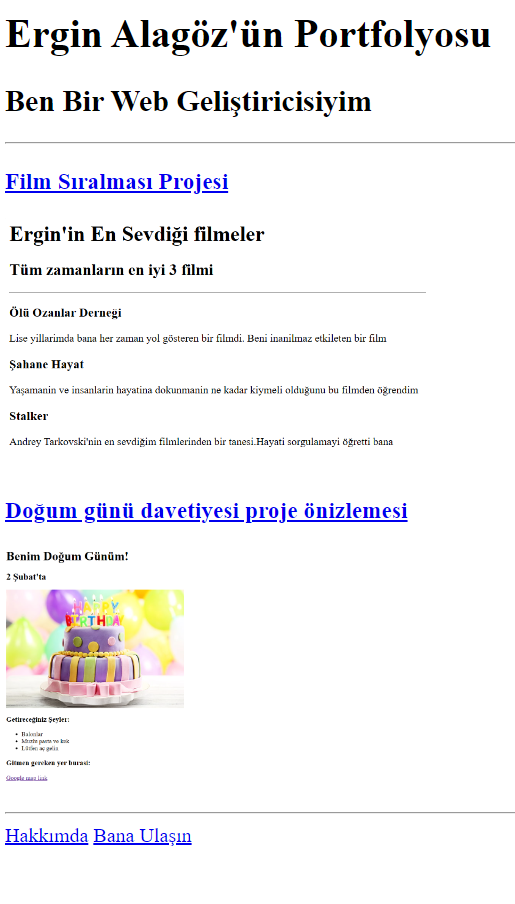 Ergin Alagöz'ün Portfolyosu
Ben Bir Web Geliştiricisiyim
Film Sıralması Projesi
Ergin'in En Sevdiği filmeler
Tüm zamanların en iyi 3 filmi
Ölü Ozanlar Derneği
Lise yillarimda bana her zaman yol gösteren bir filmdi. Beni inanilmaz etkileten bir film
Şahane Hayat
Yaşamanin ve insanlarin hayatina dokunmanin ne kadar kiymeli olduğunu bu filmden öğrendim
Stalker
Andrey Tarkovski'nin en sevdiğim filmlerinden bir tanesi.Hayati sorgulamayi öğretti bana
Doğum günü davetiyesi proje önizlemesi
Benim Doğum Günüm!
2 Şubat'ta
HAPPY
BIRTHDAY
Getireceğiniz Şeyler:
Balonlar
pasta ve kek
Lütfen aç gelin
Gitmen gereken yer burasi:
Google map link
Hakkımda Bana Ulaşın